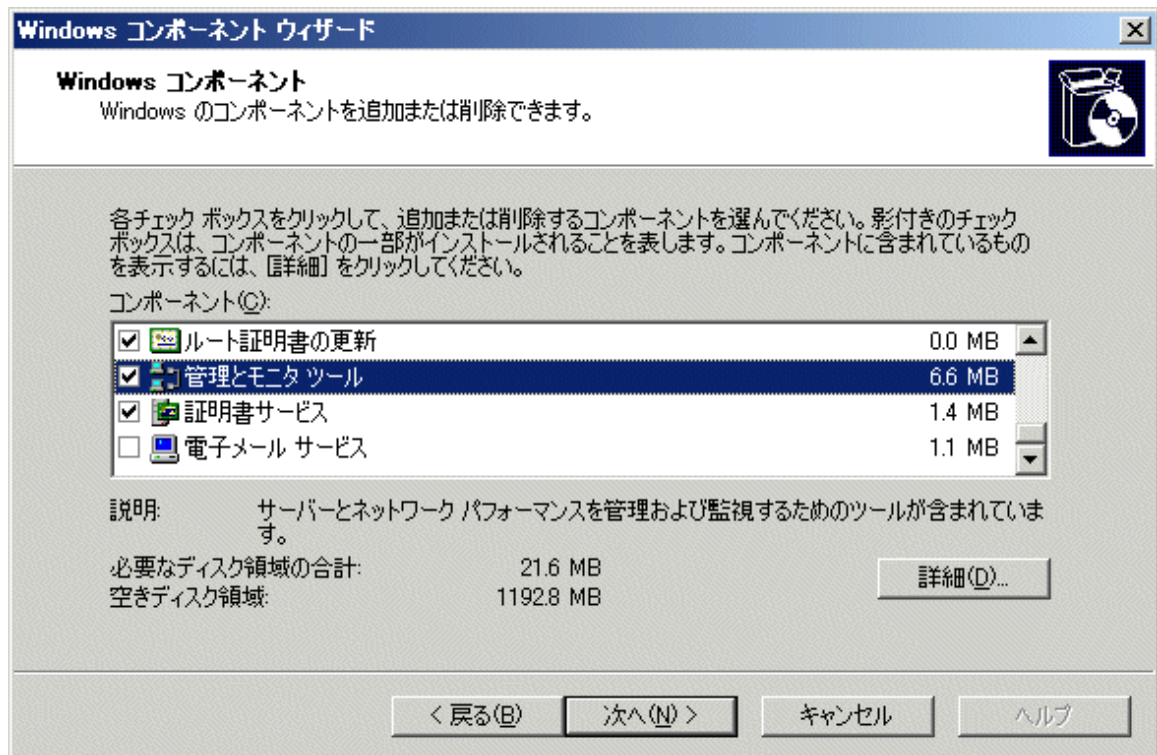 Windows コンポーネント ウィザード
Windows コンポーネント
Windows のコンポーネントを追加または削除できます。
各チェック ボックスをクリックして、追加または削除するコンポーネントを選んでください。影付きのチェック
ボックスは、コンポーネントの一部がインストールされることを表します。コンポーネントに含まれているもの
を表示するには、[詳細] をクリックしてください。
コンポーネント(C):
ルート証明書の更新 0.0 MB
管理とモニタ ツール 6.6 MB
証明書サービス 1.4 MB
電子メール サービス 1.1 MB
説明: サーバーとネットワーク パフォーマンスを管理および監視するためのツールが含まれていま
す。
必要なディスク領域の合計: 21.6 MB
空きディスク領域: 1192.8 MB
詳細(D)...
< 戻る(B) 次へ(N) > キャンセル ヘルプ